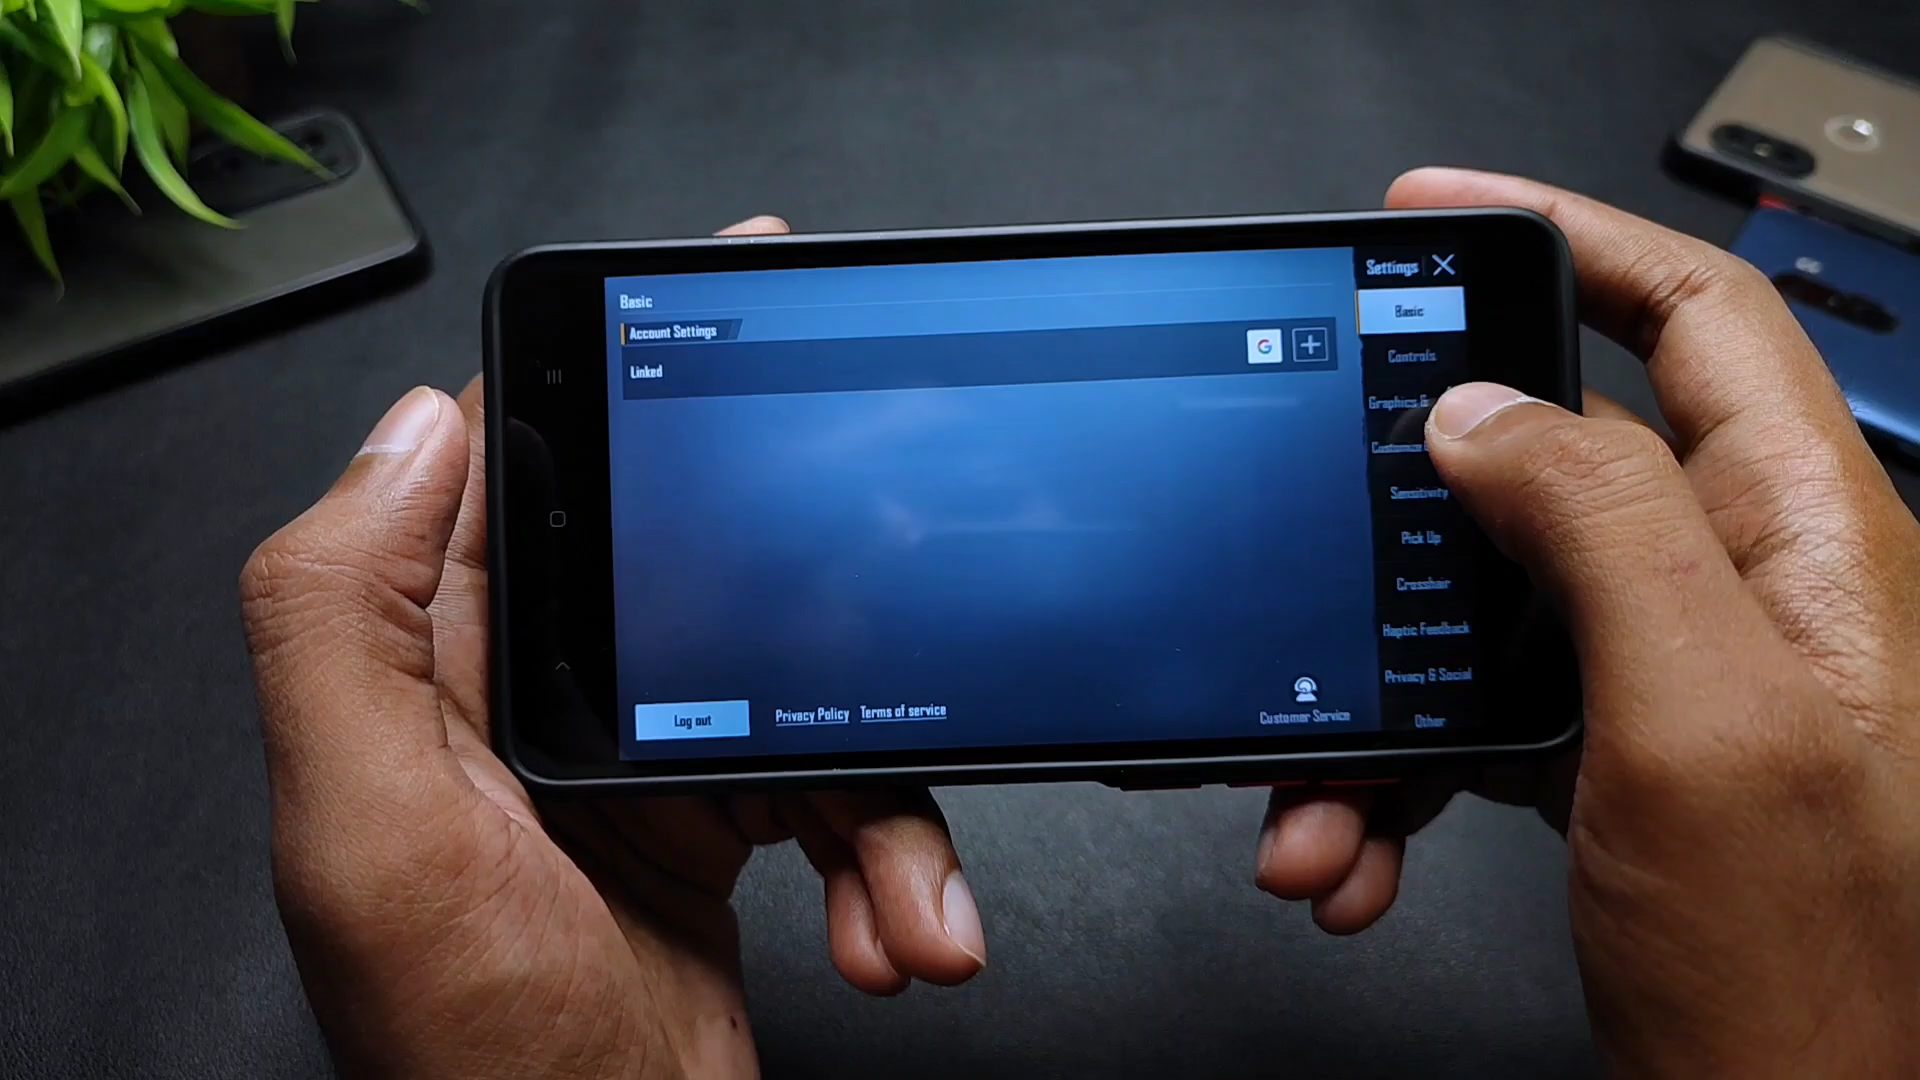 Settings
Basic
Basic
Account Settings
Linked
Controls
Graphics &
Sensitivity
Pick Up
Crosshair
Haptic Feedback
Privacy & Social
Other
Log out
Privacy Policy
Terms of service
Customer Service